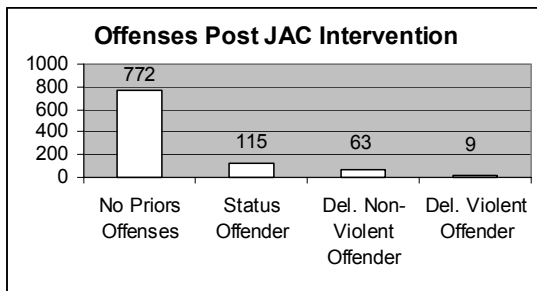 Offenses Post JAC Intervention
1000
800
600
400
200
0
772
115
63
9
No Priors
Offenses
Status
Offender
Del. Non-
Violent
Offender
Del. Violent
Offender